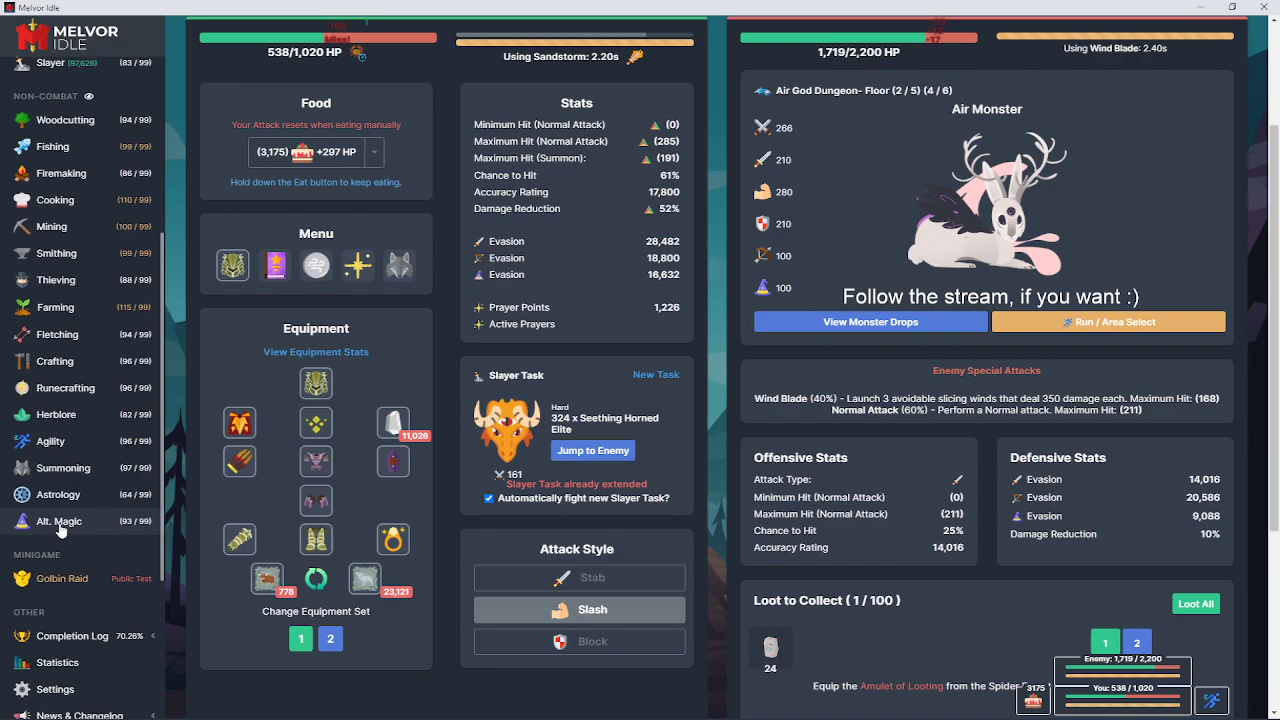 Melvor Idle
MELVOR
IDLE
Slayer (97,626) (83 / 99)
NON-COMBAT
Woodcutting (94 / 99)
Fishing (99 / 99)
Firemaking (86 / 99)
Cooking (110 / 99)
Mining (100 / 99)
Smithing (99 / 99)
Thieving (88 / 99)
Farming (115 / 99)
Fletching (94 / 99)
Crafting (96 / 99)
Runecrafting (98 / 99)
Herblore (96 / 99)
Agility (96 / 99)
Summoning (97 / 99)
Astrology (64 / 99)
Alt. Magic (93 / 99)
MINIGAME
Golbin Raid Public Test
OTHER
Completion Log 70.26%
Statistics
Settings
News & Changelog
-168
Miss!
538/1,020 HP
Food
Your Attack resets when eating manually
(3,175) +297 HP
Hold down the Eat button to keep eating.
Menu
Equipment
View Equipment Stats
11,026
778
23,121
Change Equipment Set
1 2
Using Sandstorm: 2.20s
Stats
Minimum Hit (Normal Attack) (0)
Maximum Hit (Normal Attack) (285)
Maximum Hit (Summon): (191)
Chance to Hit 61%
Accuracy Rating 17,800
Damage Reduction 52%
Evasion 28,482
Evasion 18,800
Evasion 16,632
Prayer Points 1,226
Active Prayers
Slayer Task New Task
Hard
324 x Seething Horned
Elite
Jump to Enemy
161
Slayer Task already extended
Automatically fight new Slayer Task?
Attack Style
Stab
Slash
Block
-17
1,719/2,200 HP
Using Wind Blade: 2.40s
Air God Dungeon- Floor (2 / 5) (4 / 6)
Air Monster
266
210
280
210
100
100
Follow the stream, if you want :)
View Monster Drops
Run / Area Select
Enemy Special Attacks
Wind Blade (40%) - Launch 3 avoidable slicing winds that deal 350 damage each. Maximum Hit: (168)
Normal Attack (60%) - Perform a Normal attack. Maximum Hit: (211)
Offensive Stats
Attack Type:
Minimum Hit (Normal Attack) (0)
Maximum Hit (Normal Attack) (211)
Chance to Hit 25%
Accuracy Rating 14,016
Defensive Stats
Evasion 14,016
Evasion 20,586
Evasion 9,088
Damage Reduction 10%
Loot to Collect ( 1 / 100 )
Loot All
24
1 2
Enemy: 1,719 / 2,200
Equip the Amulet of Looting from the Spider
3175
You: 538 / 1,020